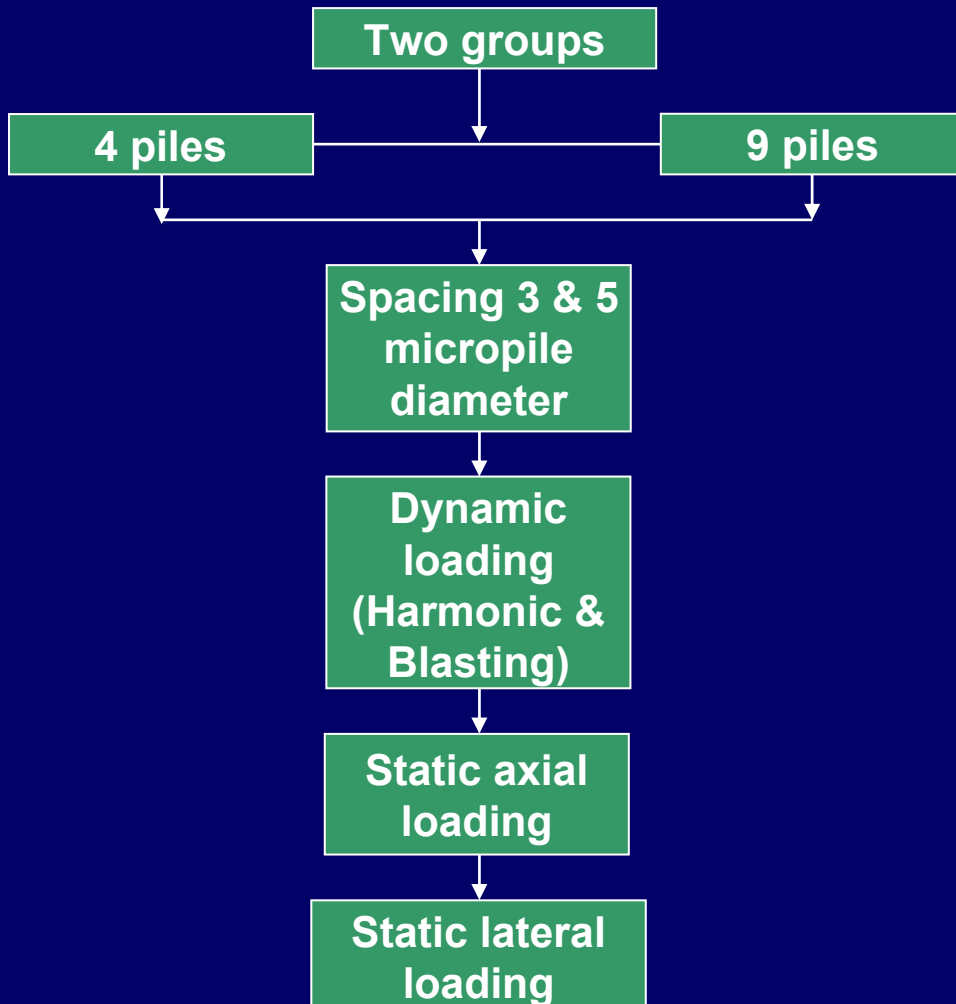 Two groups
4 piles
9 piles
Spacing 3 & 5
micropile
diameter
Dynamic
loading
(Harmonic &
Blasting)
Static axial
loading
Static lateral
loading